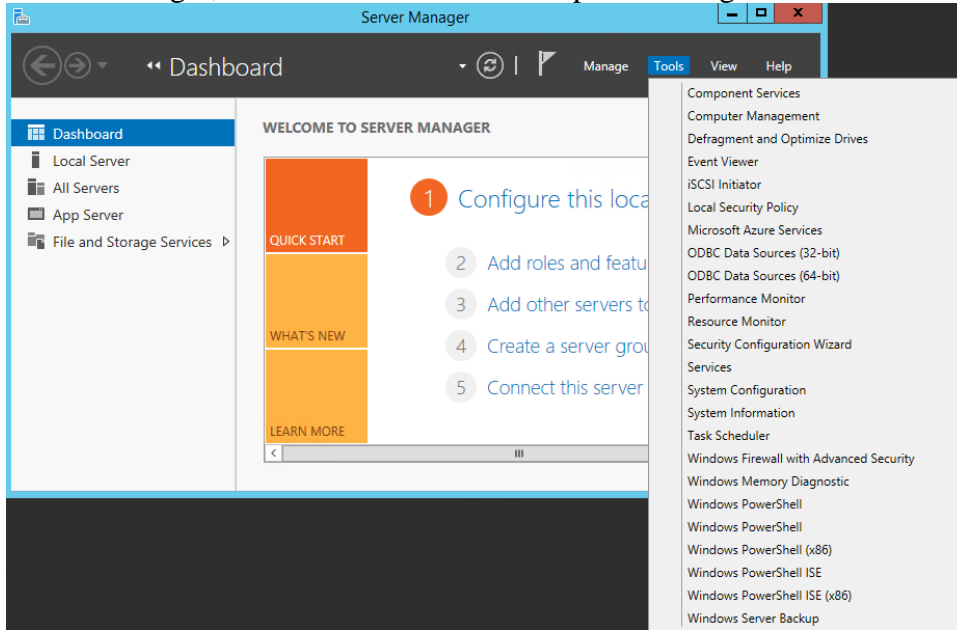 Server Manager
Dashboard
Manage
Tools
View
Help
Dashboard
Local Server
All Servers
App Server
File and Storage Services
WELCOME TO SERVER MANAGER
QUICK START
WHAT'S NEW
LEARN MORE
1 Configure this loca
2 Add roles and featu
3 Add other servers to
4 Create a server grou
5 Connect this server
Component Services
Computer Management
Defragment and Optimize Drives
Event Viewer
iSCSI Initiator
Local Security Policy
Microsoft Azure Services
ODBC Data Sources (32-bit)
ODBC Data Sources (64-bit)
Performance Monitor
Resource Monitor
Security Configuration Wizard
Services
System Configuration
System Information
Task Scheduler
Windows Firewall with Advanced Security
Windows Memory Diagnostic
Windows PowerShell
Windows PowerShell
Windows PowerShell (x86)
Windows PowerShell ISE
Windows PowerShell ISE (x86)
Windows Server Backup